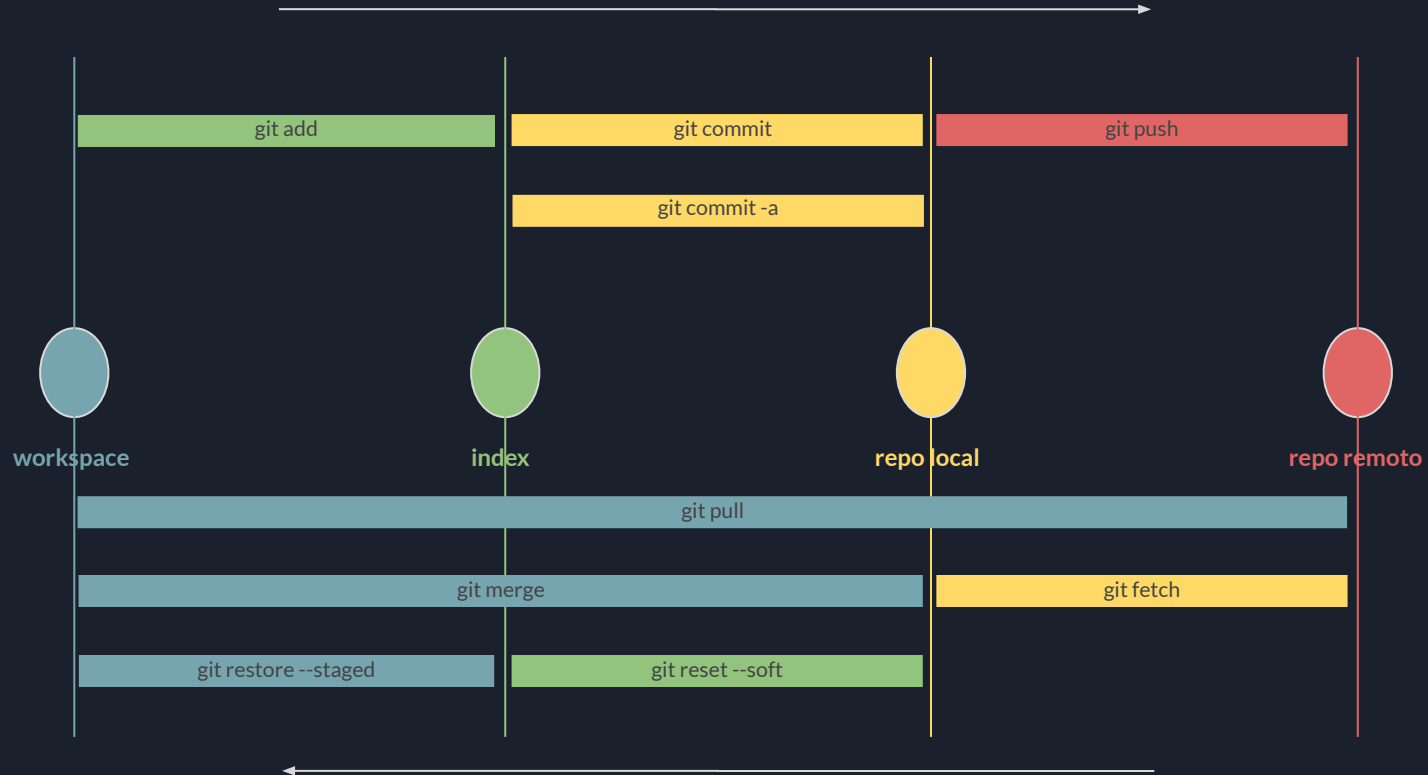 git add
git commit
git push
git commit -a
workspace
index
repo local
repo remoto
git pull
git merge
git fetch
git restore --staged
git reset --soft